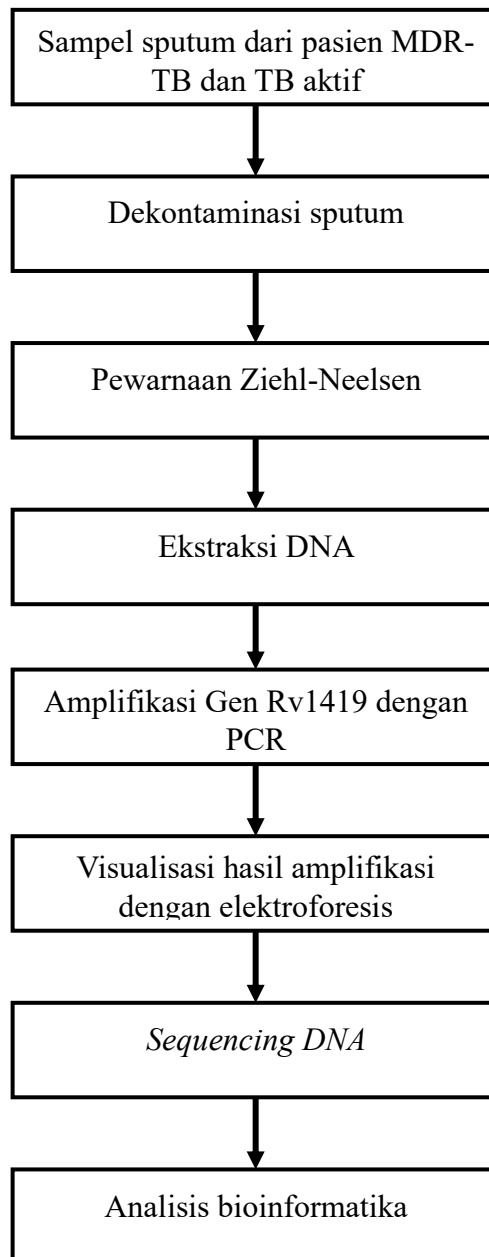 Sampel sputum dari pasien MDR-
TB dan TB aktif
Dekontaminasi sputum
Pewarnaan Ziehl-Neelsen
Ekstraksi DNA
Amplifikasi Gen Rv1419 dengan
PCR
Visualisasi hasil amplifikasi
dengan elektroforesis
Sequencing DNA
Analisis bioinformatika